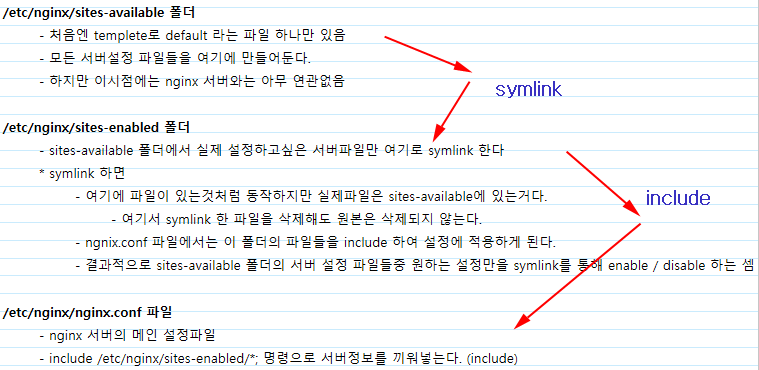 /etc/nginx/sites-available 폴더
- 처음엔 templete로 default 라는 파일 하나만 있음
- 모든 서버설정 파일들을 여기에 만들어둔다.
- 하지만 이시점에는 nginx 서버와는 아무 연관없음
symlink
/etc/nginx/sites-enabled 폴더
- sites-available 폴더에서 실제 설정하고싶은 서버파일만 여기로 symlink 한다
* symlink 하면
- 여기에 파일이 있는것처럼 동작하지만 실제파일은 sites-available에 있는거다.
include
- 여기서 symlink 한 파일을 삭제해도 원본은 삭제되지 않는다.
- ngnix.conf 파일에서는 이 폴더의 파일들을 include 하여 설정에 적용하게 된다.
- 결과적으로 sites-available 폴더의 서버 설정 파일들중 원하는 설정만을 symlink를 통해 enable / disable 하는 셈
/etc/nginx/nginx.conf 파일
- nginx 서버의 메인 설정파일
- include /etc/nginx/sites-enabled/*; 명령으로 서버정보를 끼워넣는다. (include)